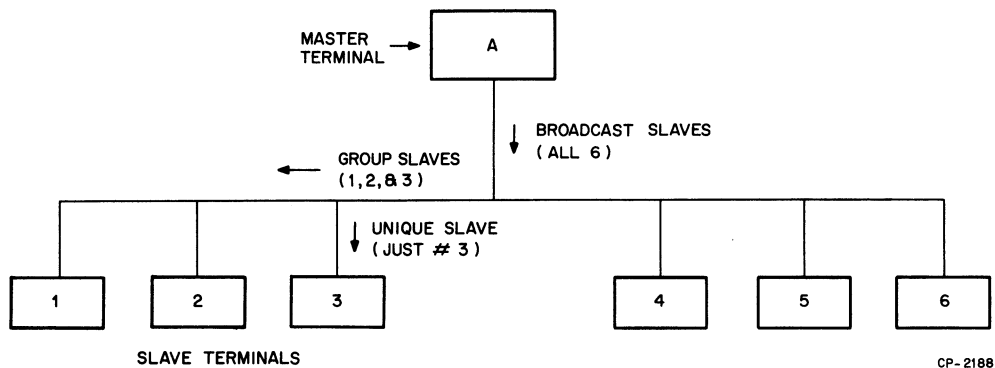 MASTER
TERMINAL
A
BROADCAST SLAVES
(ALL 6)
GROUP SLAVES
(1,2,& 3)
UNIQUE SLAVE
(JUST # 3)
1
2
3
4
5
6
SLAVE TERMINALS
CP-2188